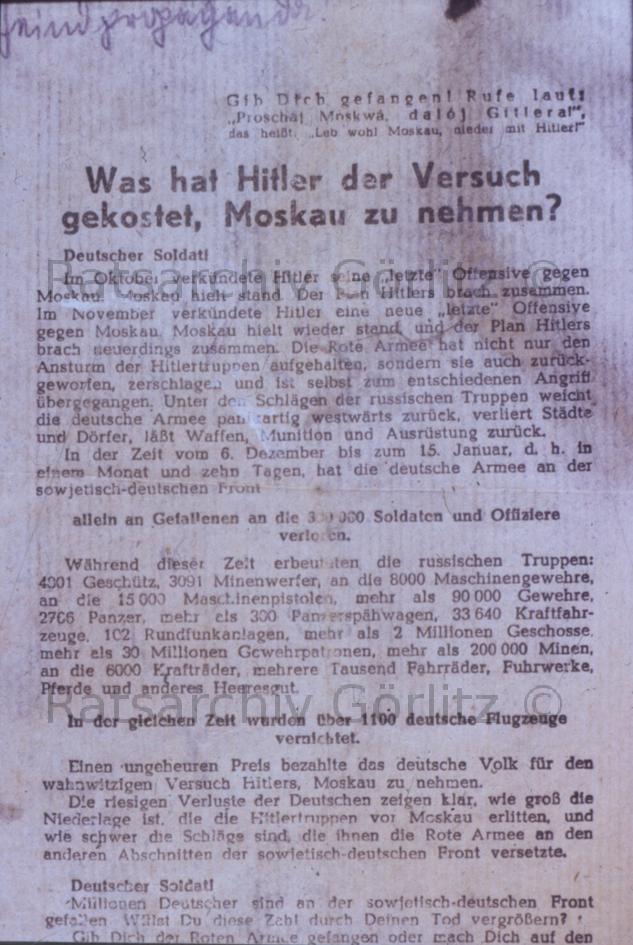 Feindpropaganda!
Gib Dich gefangen! Rufe laut:
„Proschäj Moskwá, dalój Gitlera!“,
das heißt: „Leb wohl Moskau, nieder mit Hitler!“
Was hat Hitler der Versuch
gekostet, Moskau zu nehmen?
Deutscher Soldat!
Im Oktober verkündete Hitler seine „letzte“ Offensive gegen
Moskau. Moskau hielt stand. Der Plan Hitlers brach zusammen.
Im November verkündete Hitler eine neue „letzte“ Offensive
gegen Moskau. Moskau hielt wieder stand, und der Plan Hitlers
brach neuerdings zusammen. Die Rote Armee hat nicht nur den
Ansturm der Hitlertruppen aufgehalten, sondern sie auch zurück-
geworfen, zerschlagen und ist selbst zum entschiedenen Angriff
übergegangen. Unter den Schlägen der russischen Truppen weicht
die deutsche Armee panikartig westwärts zurück, verliert Städte
und Dörfer, läßt Waffen, Munition und Ausrüstung zurück.
In der Zeit vom 6. Dezember bis zum 15. Januar, d. h. in
einem Monat und zehn Tagen, hat die deutsche Armee an der
sowjetisch-deutschen Front
allein an Gefallenen an die 300 000 Soldaten und Offiziere
verloren.
Während dieser Zeit erbeuteten die russischen Truppen:
4801 Geschütz, 3091 Minenwerfer, an die 8000 Maschinengewehre,
an die 15 000 Maschinenpistolen, mehr als 90 000 Gewehre,
2766 Panzer, mehr als 300 Panzerspähwagen, 33 640 Kraftfahr-
zeuge, 102 Rundfunkanlagen, mehr als 2 Millionen Geschosse,
mehr als 30 Millionen Gewehrpatronen, mehr als 200 000 Minen,
an die 6000 Krafträder, mehrere Tausend Fahrräder, Fuhrwerke,
Pferde und anderes Heeresgut.
In der gleichen Zeit wurden über 1100 deutsche Flugzeuge
vernichtet.
Einen ungeheuren Preis bezahlte das deutsche Volk für den
wahnwitzigen Versuch Hitlers, Moskau zu nehmen.
Die riesigen Verluste der Deutschen zeigen klar, wie groß die
Niederlage ist, die die Hitlertruppen vor Moskau erlitten, und
wie schwer die Schläge sind, die ihnen die Rote Armee an den
anderen Abschnitten der sowjetisch-deutschen Front versetzte.
Deutscher Soldat!
Millionen Deutscher sind an der sowjetisch-deutschen Front
gefallen. Willst Du diese Zahl durch Deinen Tod vergrößern?
Gib Dich der Roten Armee gefangen oder mach Dich auf den
Ratsarchiv Görlitz ©
Ratsarchiv Görlitz ©